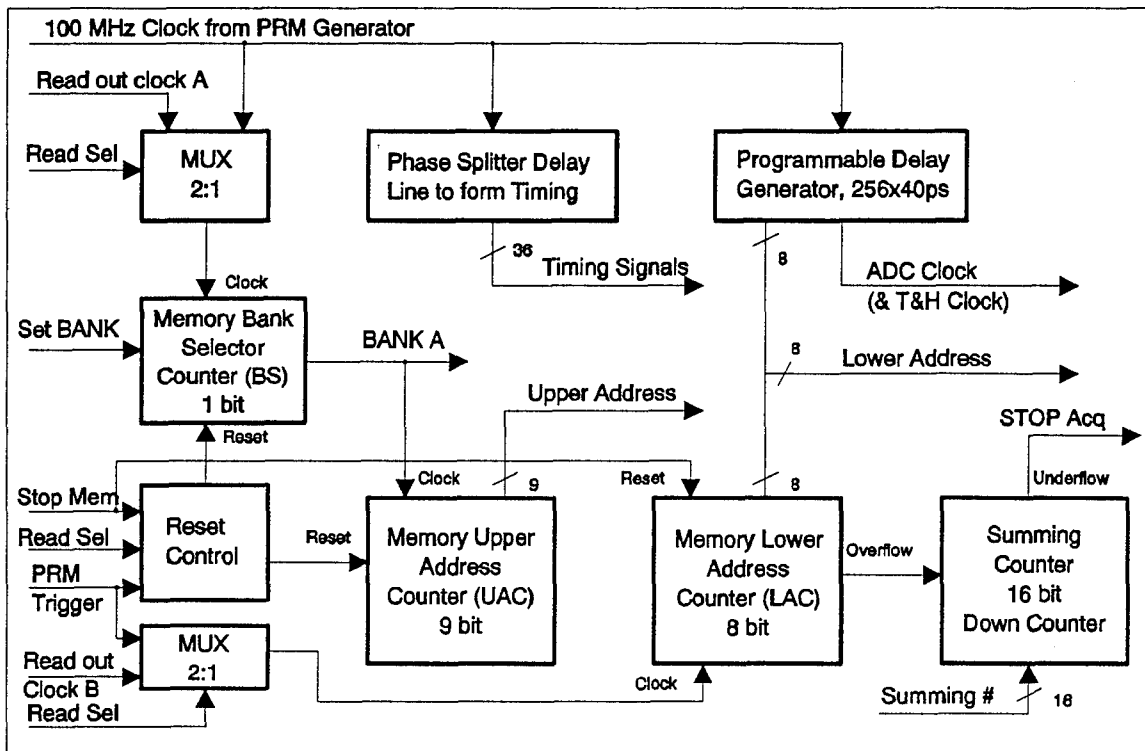 100 MHz Clock from PRM Generator
Read out clock A
Read Sel
MUX
2:1
Phase Splitter Delay
Line to form Timing
Programmable Delay
Generator, 256x40ps
36
Timing Signals
8
ADC Clock
(& T&H Clock)
Clock
Set BANK
Memory Bank
Selector
Counter (BS)
1 bit
BANK A
8
Lower Address
Upper Address
STOP Acq
Reset
Clock
9
Reset
8
Underflow
Stop Mem
Read Sel
PRM
Trigger
Reset
Control
Reset
Memory Upper
Address
Counter (UAC)
9 bit
Memory Lower
Address
Counter (LAC)
8 bit
Overflow
Summing
Counter
16 bit
Down Counter
MUX
2:1
Read out
Clock B
Read Sel
Clock
Summing #
16